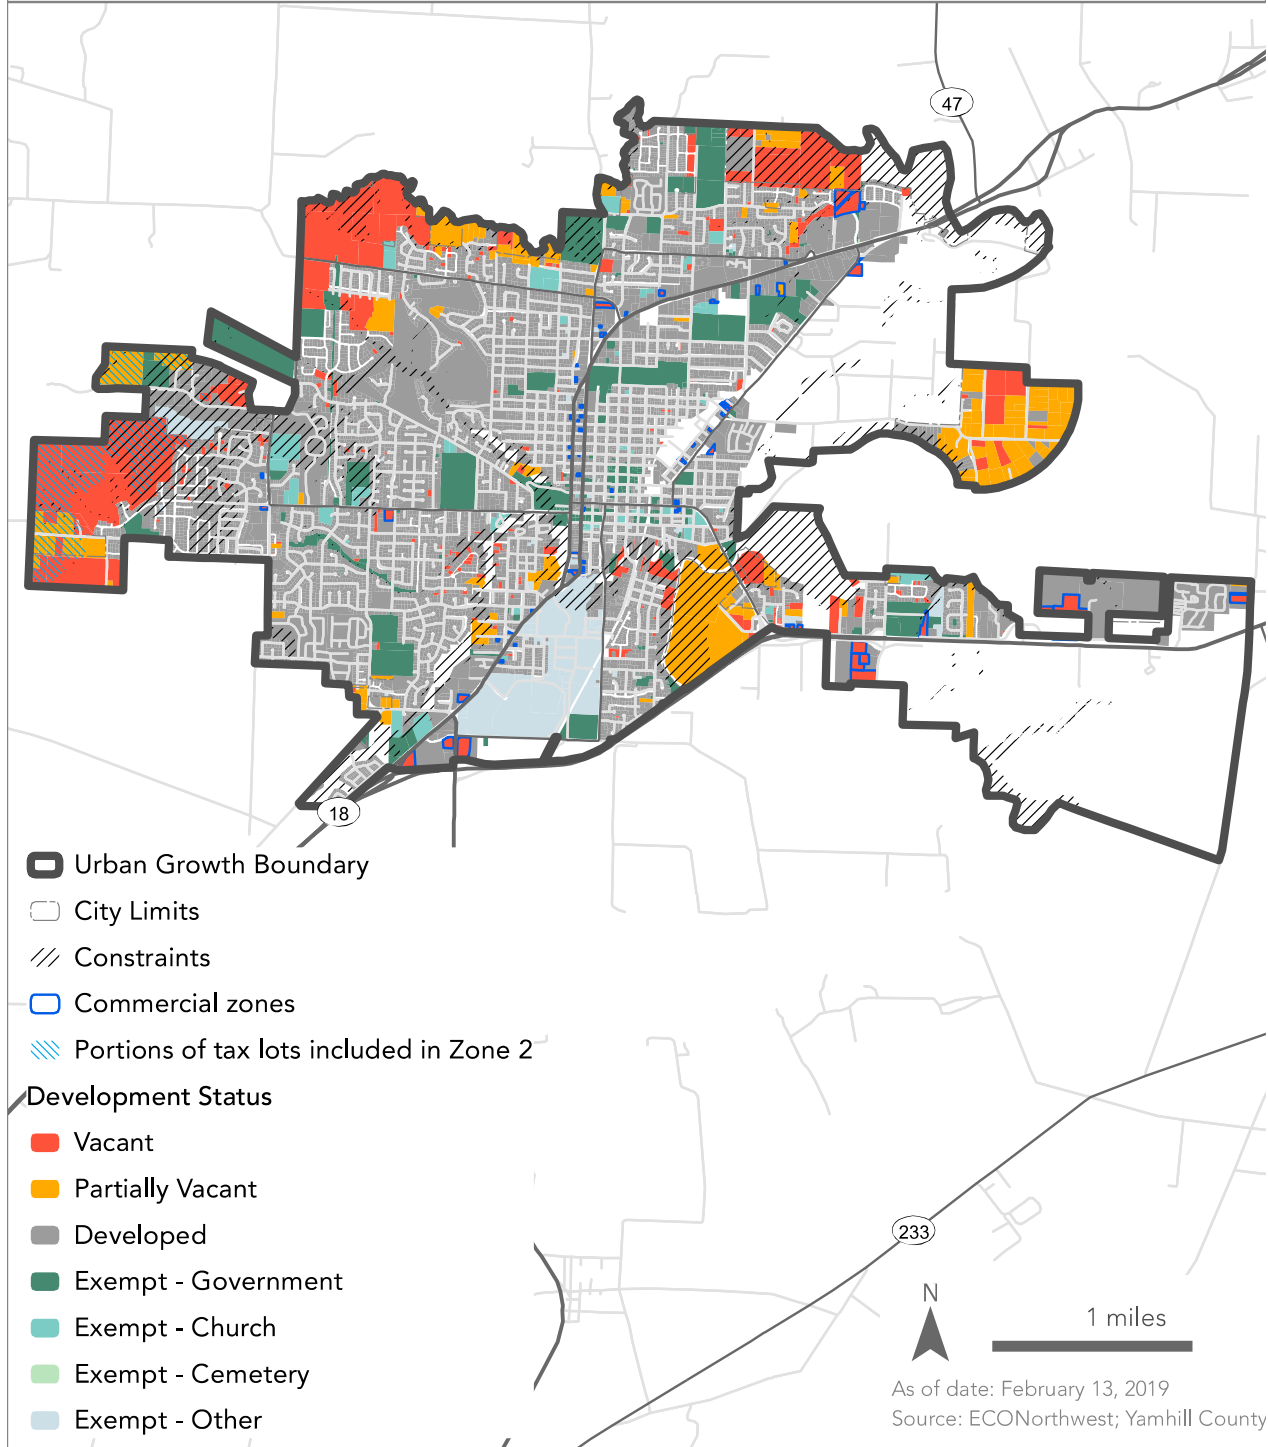 47
18
Urban Growth Boundary
City Limits
Constraints
Commercial zones
Portions of tax lots included in Zone 2
Development Status
Vacant
Partially Vacant
Developed
Exempt - Government
Exempt - Church
Exempt - Cemetery
Exempt - Other
233
N
1 miles
As of date: February 13, 2019
Source: ECONorthwest; Yamhill County